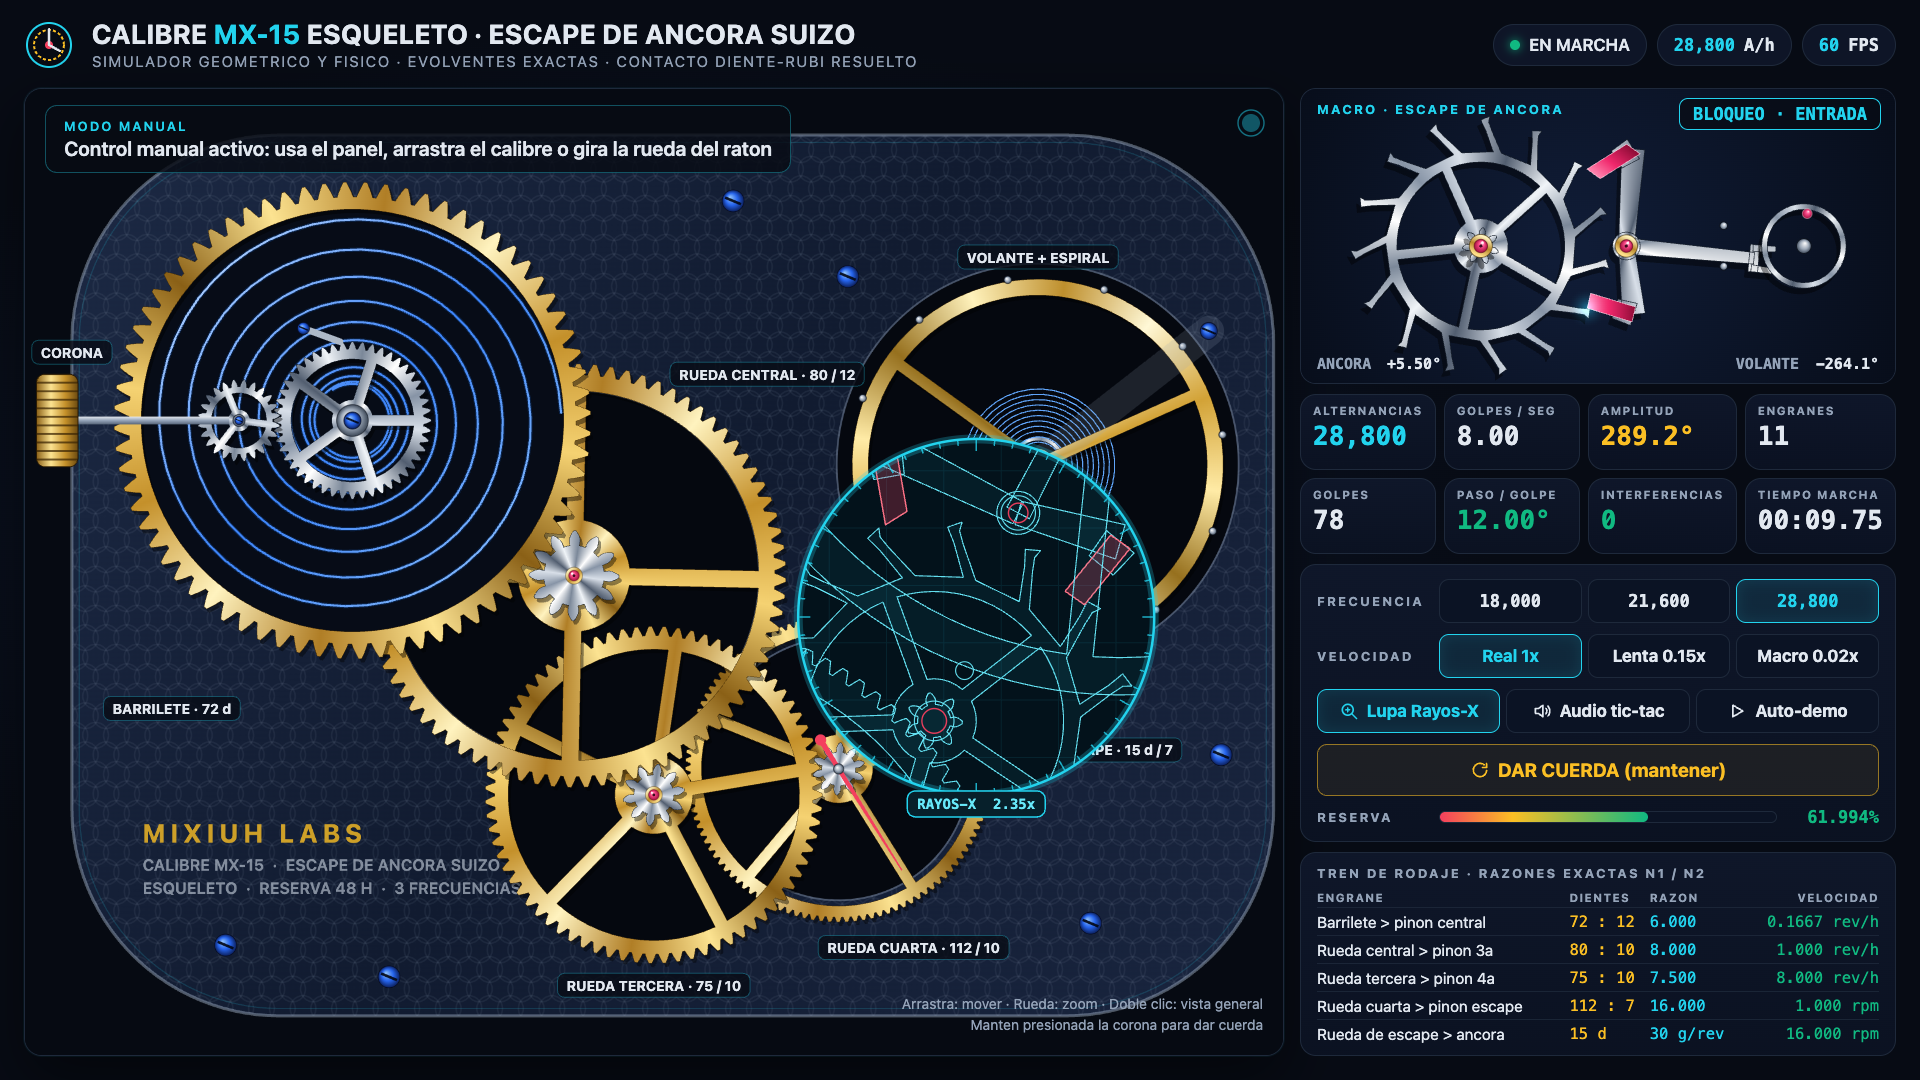 CALIBRE MX-15 ESQUELETO · ESCAPE DE ANCORA SUIZO
SIMULADOR GEOMETRICO Y FISICO · EVOLVENTES EXACTAS · CONTACTO DIENTE-RUBI RESUELTO
EN MARCHA
28,800 A/h
60 FPS
MODO MANUAL
Control manual activo: usa el panel, arrastra el calibre o gira la rueda del raton
VOLANTE + ESPIRAL
CORONA
RUEDA CENTRAL · 80 / 12
BARRILETE · 72 d
PE · 15 d / 7
RAYOS-X 2.35x
MIXIUH LABS
CALIBRE MX-15 · ESCAPE DE ANCORA SUIZO
ESQUELETO · RESERVA 48 H · 3 FRECUENCIAS
RUEDA CUARTA · 112 / 10
RUEDA TERCERA · 75 / 10
Arrastra: mover · Rueda: zoom · Doble clic: vista general
Manten presionada la corona para dar cuerda
MACRO · ESCAPE DE ANCORA
BLOQUEO · ENTRADA
ANCORA +5.50°
VOLANTE −264.1°
ALTERNANCIAS
28,800
GOLPES / SEG
8.00
AMPLITUD
289.2°
ENGRANES
11
GOLPES
78
PASO / GOLPE
12.00°
INTERFERENCIAS
0
TIEMPO MARCHA
00:09.75
FRECUENCIA
18,000
21,600
28,800
VELOCIDAD
Real 1x
Lenta 0.15x
Macro 0.02x
Lupa Rayos-X
Audio tic-tac
Auto-demo
DAR CUERDA (mantener)
RESERVA
61.994%
TREN DE RODAJE · RAZONES EXACTAS N1 / N2
ENGRANE DIENTES RAZON VELOCIDAD
Barrilete > pinon central 72 : 12 6.000 0.1667 rev/h
Rueda central > pinon 3a 80 : 10 8.000 1.000 rev/h
Rueda tercera > pinon 4a 75 : 10 7.500 8.000 rev/h
Rueda cuarta > pinon escape 112 : 7 16.000 1.000 rpm
Rueda de escape > ancora 15 d 30 g/rev 16.000 rpm